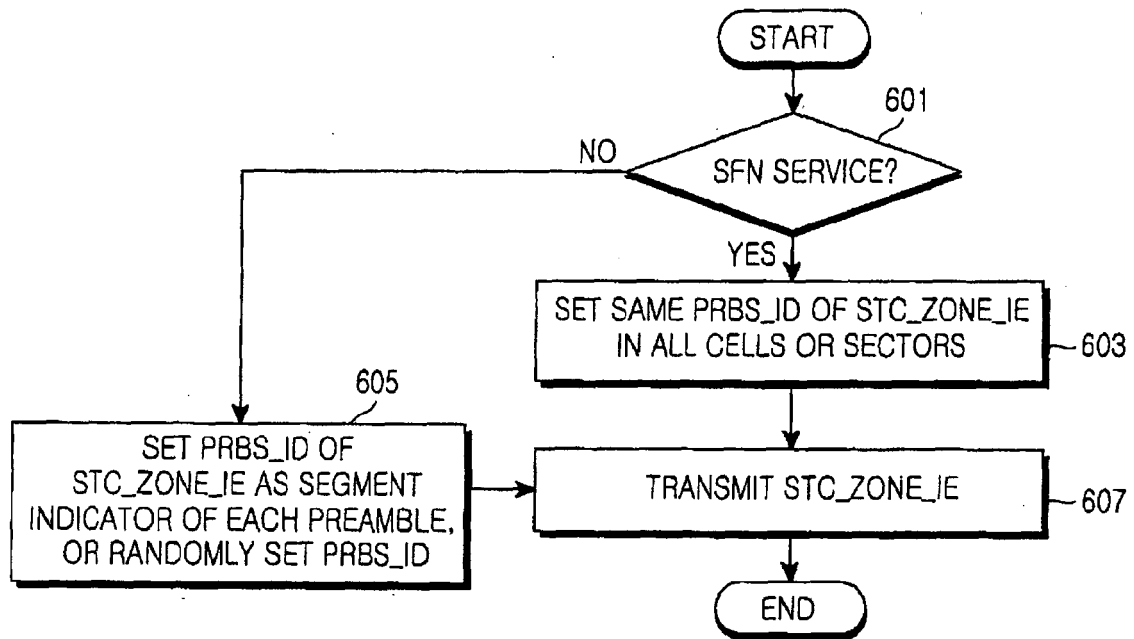 START
601
SFN SERVICE?
NO
YES
SET SAME PRBS_ID OF STC_ZONE_IE
IN ALL CELLS OR SECTORS
603
605
SET PRBS_ID OF
STC_ZONE_IE AS SEGMENT
INDICATOR OF EACH PREAMBLE,
OR RANDOMLY SET PRBS_ID
TRANSMIT STC_ZONE_IE
607
END